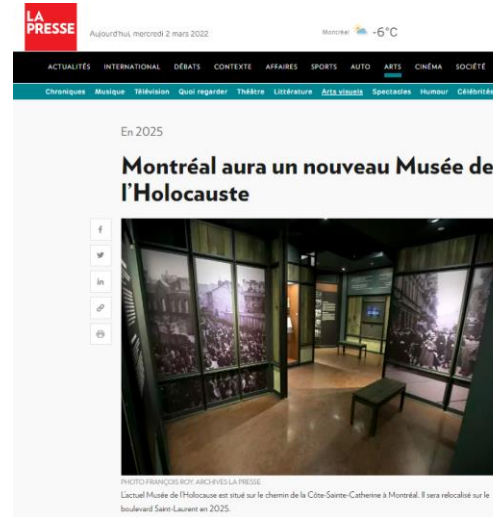 LA
PRESSE
Aujourd'hui, mercredi 2 mars 2022
Montréal -6°C
ACTUALITÉS INTERNATIONAL DÉBATS CONTEXTE AFFAIRES SPORTS AUTO ARTS CINÉMA SOCIÉTÉ
Chroniques Musique Télévision Quoi regarder Théâtre Littérature Arts visuels Spectacles Humour Célébrités
En 2025
Montréal aura un nouveau Musée de
l'Holocauste
PHOTO FRANÇOIS ROY, ARCHIVES LA PRESSE
L'actuel Musée de l'Holocause est situé sur le chemin de la Côte-Sainte-Catherine à Montréal. Il sera relocalisé sur le
boulevard Saint-Laurent en 2025.